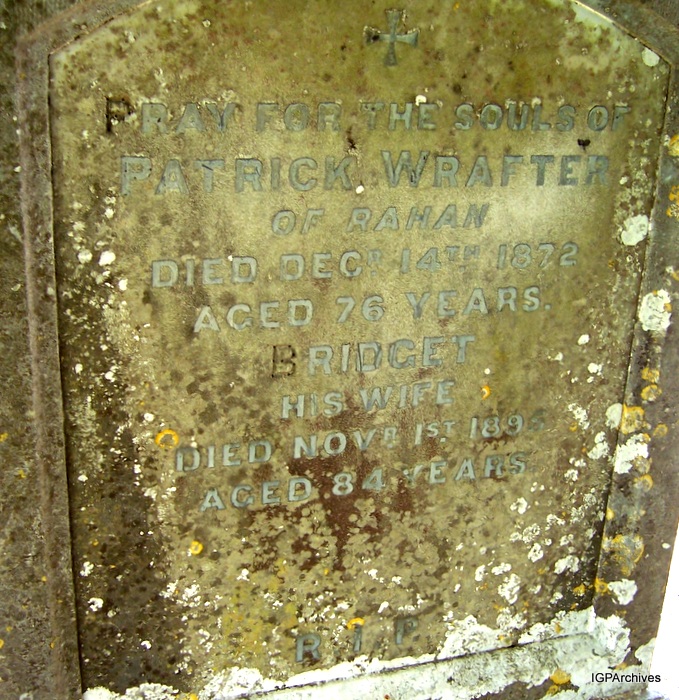 PRAY FOR THE SOULS OF
PATRICK WRAFTER
OF RAHAN
DIED DECR 14TH 1872
AGED 76 YEARS.
BRIDGET
HIS WIFE
DIED NOVR 1ST
AGED 84 YEARS
R I P
IGPArchives